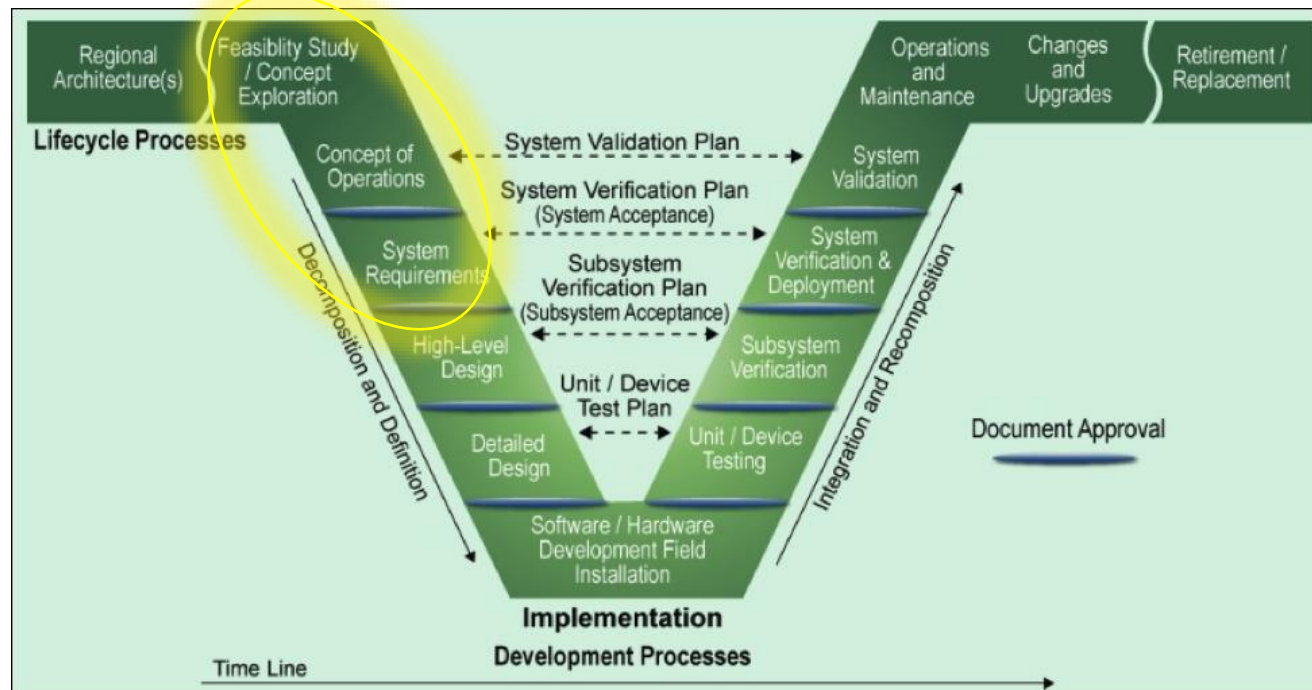 Regional
Architecture(s)
Feasiblity Study
/ Concept
Exploration
Operations
and
Maintenance
Changes
and
Upgrades
Retirement /
Replacement
Lifecycle Processes
Concept of
Operations
System Validation Plan
System
Validation
System Verification Plan
(System Acceptance)
System
Requirements
System
Verification &
Deployment
Subsystem
Verification Plan
(Subsystem Acceptance)
High-Level
Design
Subsystem
Verification
Unit / Device
Test Plan
Detailed
Design
Unit / Device
Testing
Decomposition and Definition
Integration and Recomposition
Document Approval
Software / Hardware
Development Field
Installation
Implementation
Development Processes
Time Line